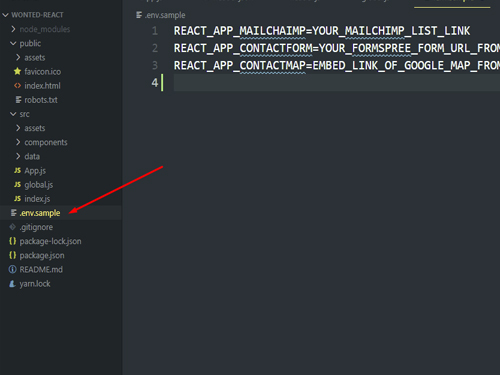 WONTED-REACT
node_modules
public
assets
favicon.ico
index.html
robots.txt
src
assets
components
data
JS App.js
JS global.js
JS index.js
.env.sample
.gitignore
{} package-lock.json
{} package.json
README.md
yarn.lock
.env.sample
1 REACT_APP_MAILCHAIMP=YOUR_MAILCHIMP_LIST_LINK
2 REACT_APP_CONTACTFORM=YOUR_FORMSPREE_FORM_URL_FROM
3 REACT_APP_CONTACTMAP=EMBED_LINK_OF_GOOGLE_MAP_FROM
4